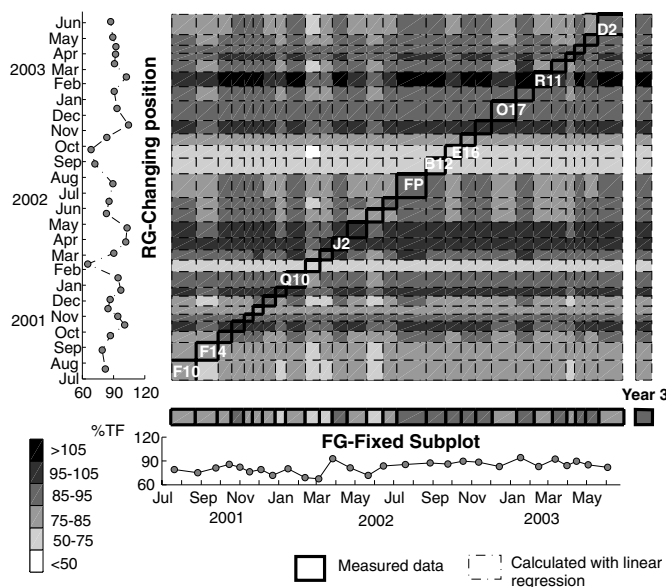 Jun
May
Apr
Mar
Feb
Jan
Dec
Nov
Oct
Sep
Aug
Jul
Jun
May
Apr
Mar
Feb
Jan
Dec
Nov
Oct
Sep
Aug
Jul
2003
2002
2001
60 90 120
RG-Changing position
D2
R11
O17
E16
B12
FP
J2
Q10
F14
F10
Year 3
%TF
>105
95-105
85-95
75-85
50-75
<50
FG-Fixed Subplot
120
90
60
Jul Sep Nov Jan Mar May Jul Sep Nov Jan Mar May
2001 2002 2003
Measured data
Calculated with linear
regression